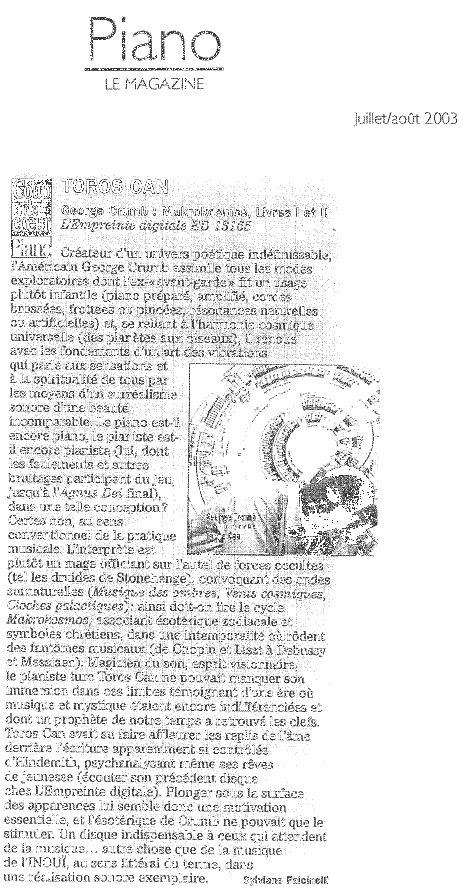 Piano
LE MAGAZINE
Juillet/août 2003
TOROS CAN
George Crumb : Makrokosmos, Livres I et II
L'Empreinte digitale ED 13165
Piano
Créateur d'un univers poétique indéfinissable,
l'Américain George Crumb assimile tous les modes
exploratoires dont l'ex-«avant-garde» fit un usage
plutôt infantile (piano préparé, amplifié, cordes
brossées, frottées ou pincées, résonances naturelles
ou artificielles) et, se reliant à l'harmonie cosmique
universelle (des planètes aux oiseaux), il renoue
avec les fondements d'un art des vibrations
qui parle aux sensations et
à la spiritualité de tous par
les moyens d'un surréalisme
sonore d'une beauté
incomparable. Le piano est-il
encore piano, le pianiste est-
il encore pianiste (lui, dont
les feulements et autres
bruitages participent du jeu,
jusqu'à l'Agnus Dei final),
dans une telle conception?
Certes non, au sens
conventionnel de la pratique
musicale. L'interprète est
plutôt un mage officiant sur l'autel de forces occultes
(tel les druides de Stonehenge), convoquant des ondes
surnaturelles (Musique des ombres, Vénus cosmiques,
Cloches galactiques): ainsi doit-on lire le cycle
Makrokosmos, associant ésotérique zodiacale et
symboles chrétiens, dans une intemporalité où rôdent
des fantômes musicaux (de Chopin et Liszt à Debussy
et Messiaen). Magicien du son, esprit visionnaire,
le pianiste turc Toros Can ne pouvait manquer son
immersion dans ces limbes témoignant d'une ère où
musique et mystique étaient encore indifférenciées et
dont un prophète de notre temps a retrouvé les clefs.
Toros Can avait su faire affleurer les replis de l'âme
derrière l'écriture apparemment si contrôlée
d'Hindemith, psychanalysant même ses rêves
de jeunesse (écouter son précédent disque
chez L'Empreinte digitale). Plonger sous la surface
des apparences lui semble donc une motivation
essentielle, et l'ésotérique de Crumb ne pouvait que le
stimuler. Un disque indispensable à ceux qui attendent
de la musique... autre chose que de la musique
de l'INOUÏ, au sens littéral du terme, dans
une réalisation sonore exemplaire. Sylviane Falcinelli